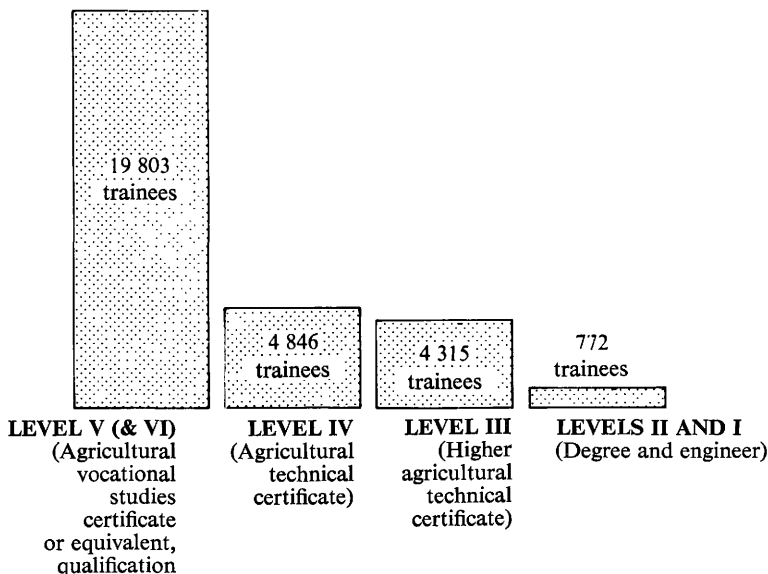 19 803
trainees
4 846
trainees
4 315
trainees
772
trainees
LEVEL V (& VI)
(Agricultural
vocational
studies
certificate
or equivalent,
qualification
LEVEL IV
(Agricultural
technical
certificate)
LEVEL III
(Higher
agricultural
technical
certificate)
LEVELS II AND I
(Degree and engineer)